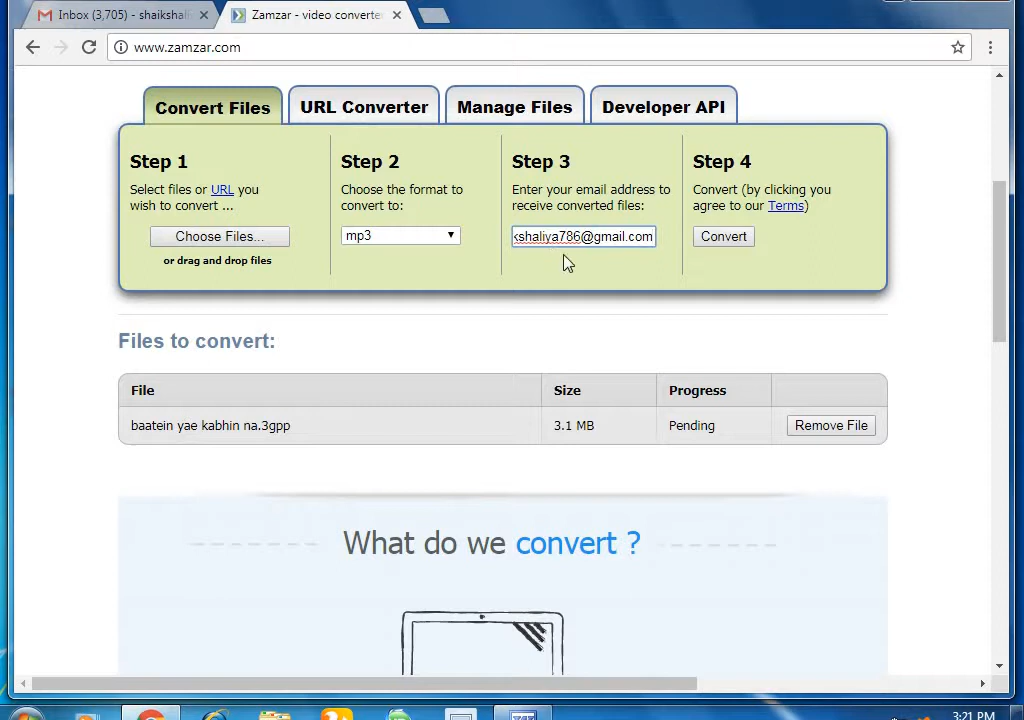 Inbox (3,705) - shaikshali
Zamzar - video converte
www.zamzar.com
Convert Files
URL Converter
Manage Files
Developer API
Step 1
Select files or URL you
wish to convert ...
Choose Files...
or drag and drop files
Step 2
Choose the format to
convert to:
mp3
Step 3
Enter your email address to
receive converted files:
kshaliya786@gmail.com
Step 4
Convert (by clicking you
agree to our Terms)
Convert
Files to convert:
File Size Progress
baatein yae kabhin na.3gpp 3.1 MB Pending Remove File
What do we convert ?
3:21 PM